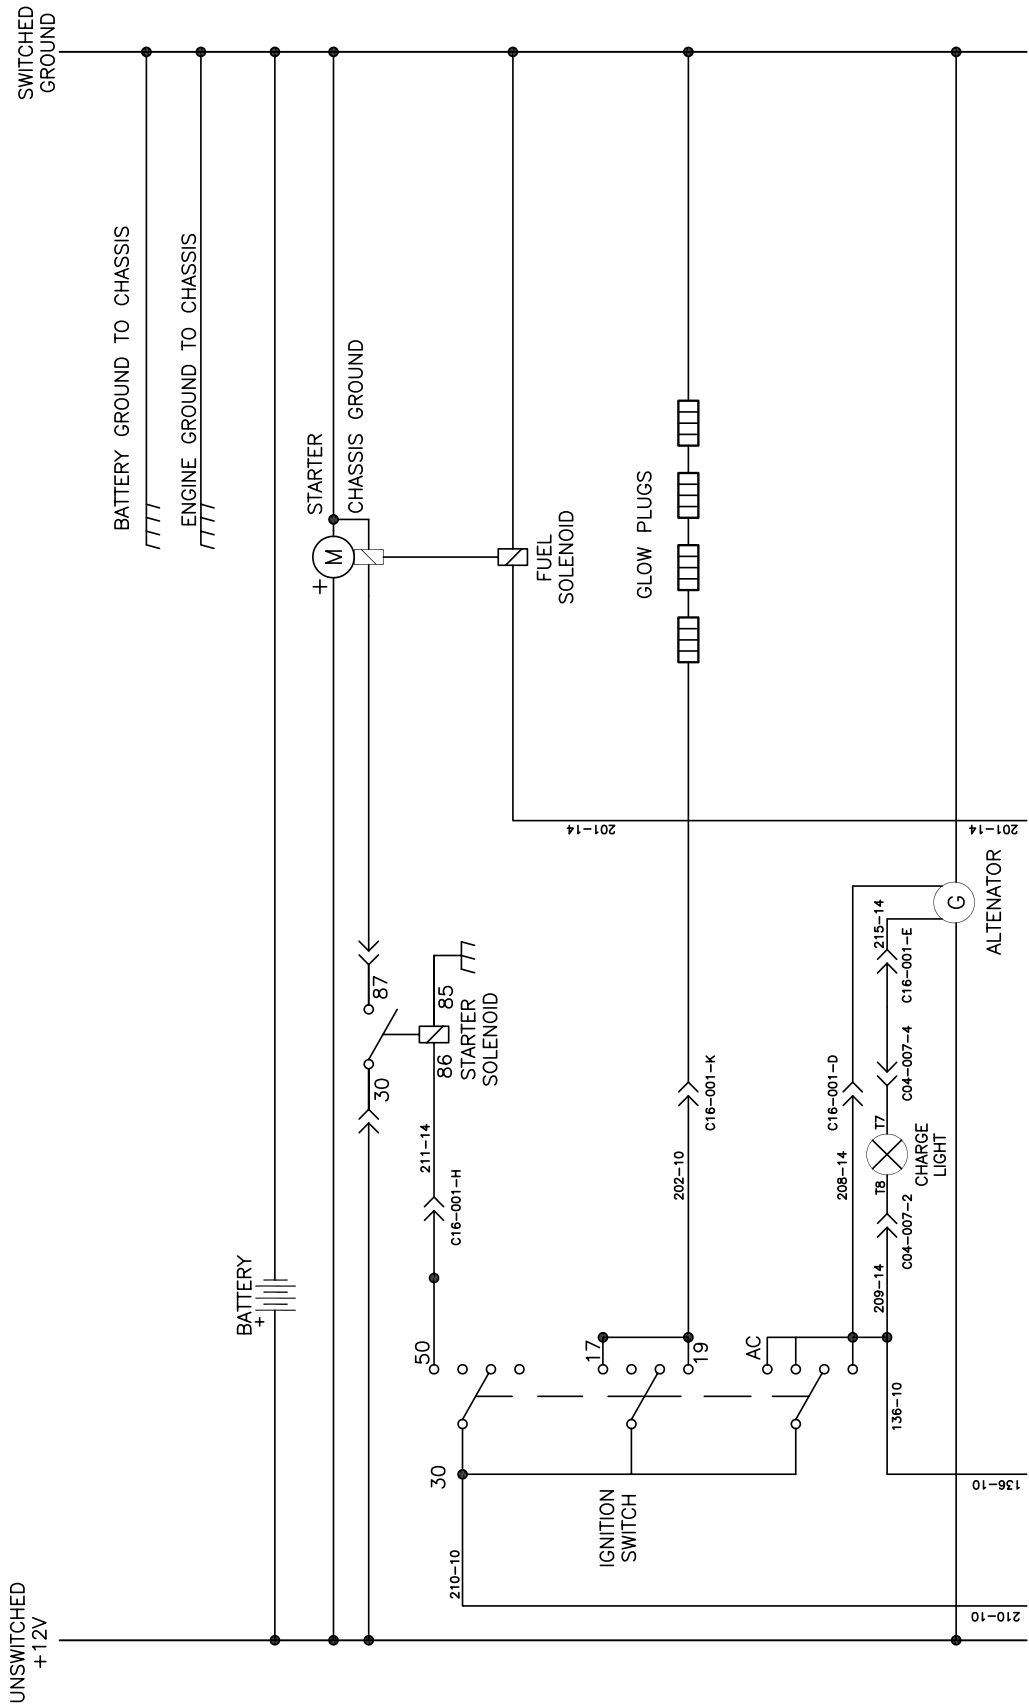 SWITCHED
GROUND
BATTERY GROUND TO CHASSIS
ENGINE GROUND TO CHASSIS
STARTER
CHASSIS GROUND
M
+
FUEL
SOLENOID
GLOW PLUGS
201-14
201-14
ALTENATOR
G
215-14
C16-001-E
87
85
STARTER
SOLENOID
86
30
211-14
C16-001-H
C16-001-K
202-10
C16-001-D
208-14
C04-007-4
T7
CHARGE
LIGHT
T8
C04-007-2
209-14
BATTERY
+
50
17
19
AC
136-10
136-10
30
IGNITION
SWITCH
210-10
210-10
UNSWITCHED
+12V